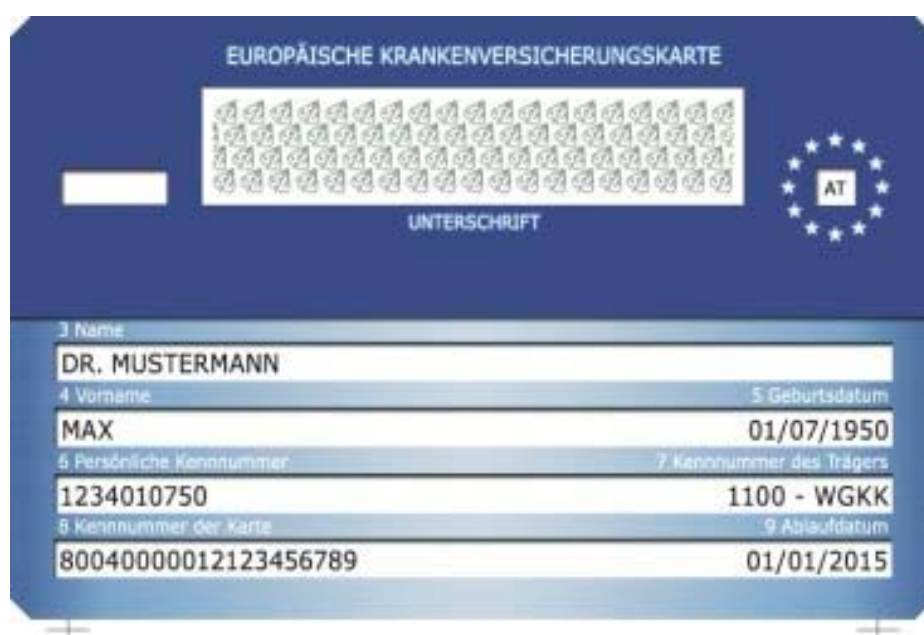 EUROPÄISCHE KRANKENVERSICHERUNGSKARTE
AT
UNTERSCHRIFT
3 Name
DR. MUSTERMANN
4 Vorname 5 Geburtsdatum
MAX 01/07/1950
6 Persönliche Kennnummer 7 Kennnummer des Trägers
1234010750 1100 - WGKK
8 Kennnummer der Karte 9 Ablaufdatum
80040000012123456789 01/01/2015